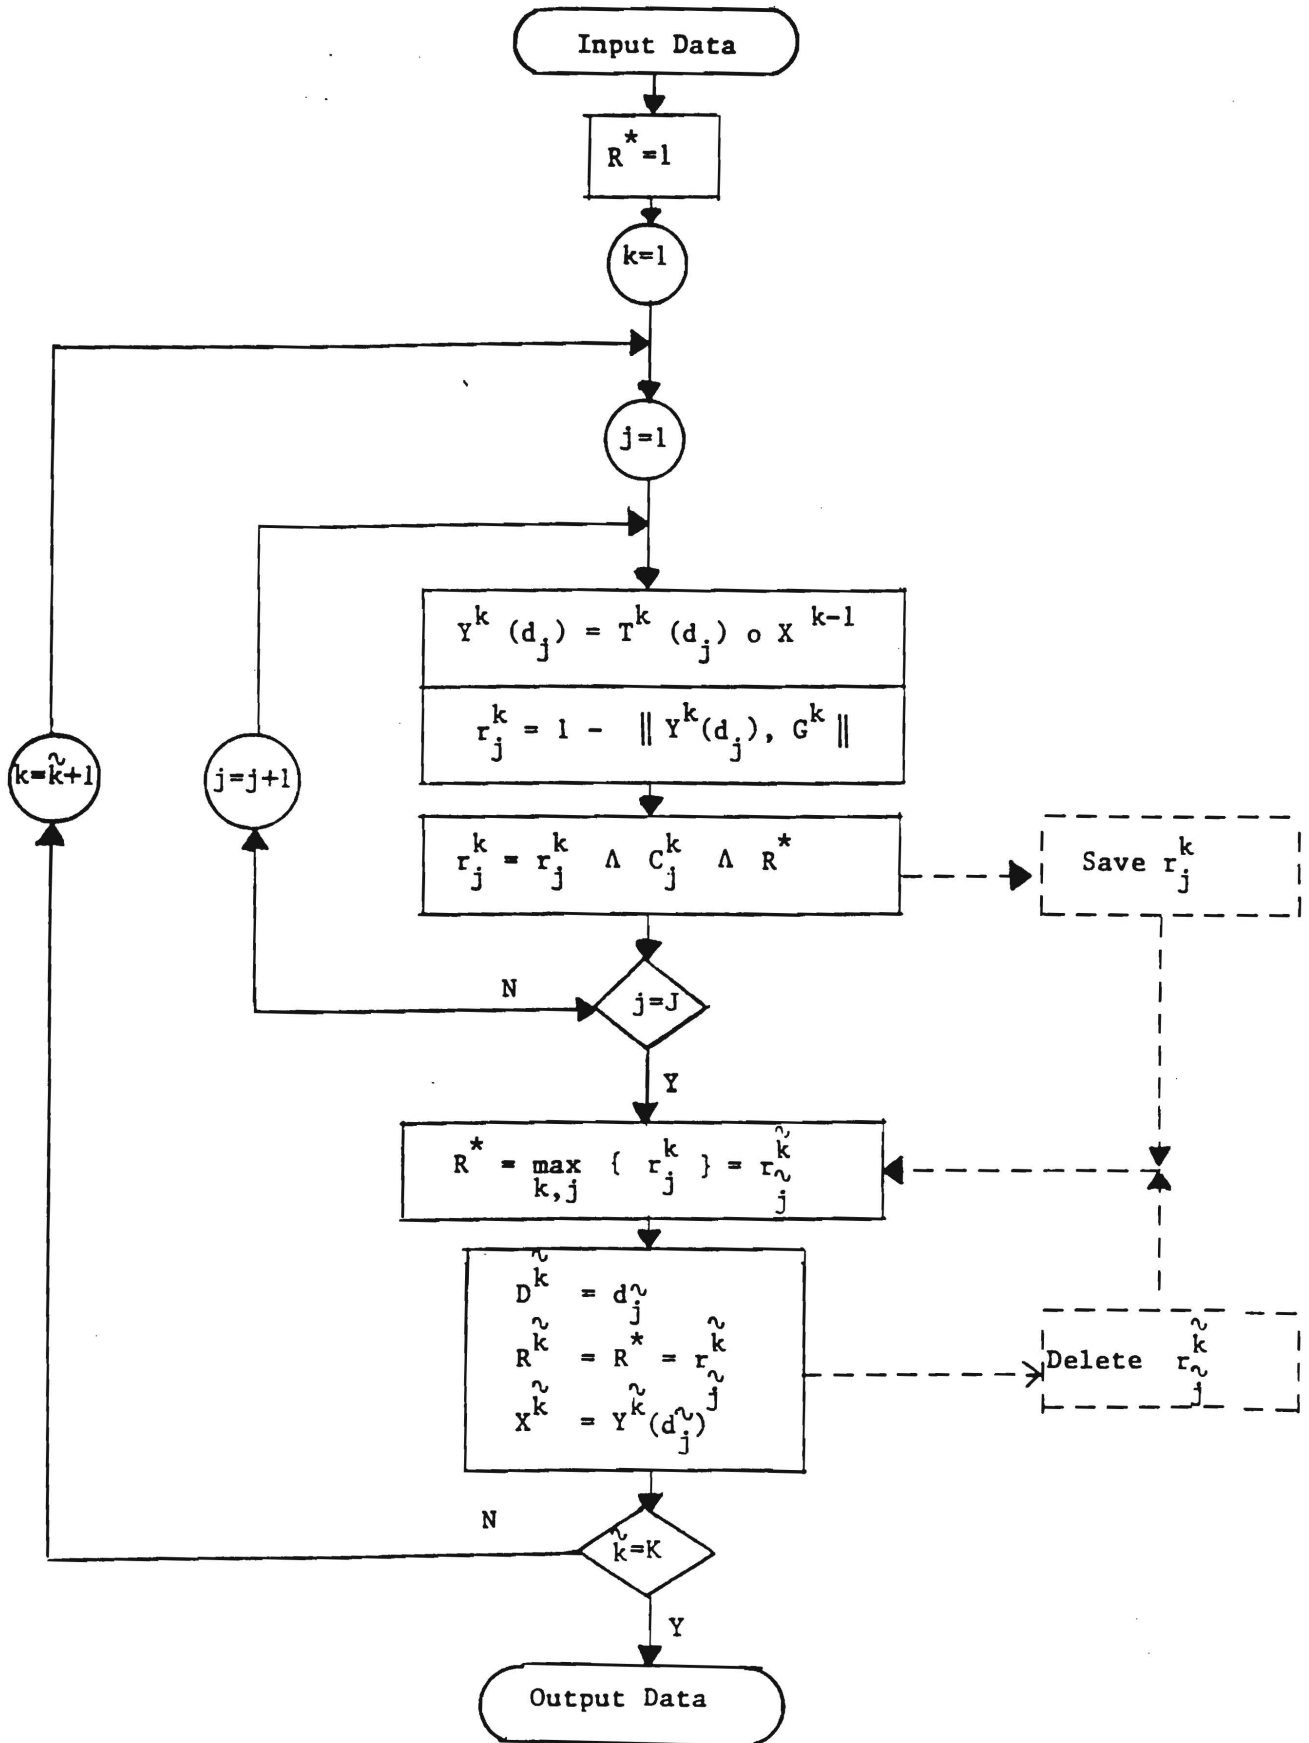 Input Data
R* = 1
k=1
j=1
Y^k (d_j) = T^k (d_j) o X^{k-1}
r_j^k = 1 - ‖ Y^k(d_j), G^k ‖
k=k̃+1
j=j+1
r_j^k = r_j^k Λ C_j^k Λ R*
Save r_j^k
N
j=J
Y
R* = max_{k,j} { r_j^k } = r_j̃^k̃
D^k̃ = d_j̃
R^k̃ = R* = r_j̃^k̃
X^k̃ = Y^k̃(d_j̃)
Delete r_j̃^k̃
N
k̃=K
Y
Output Data